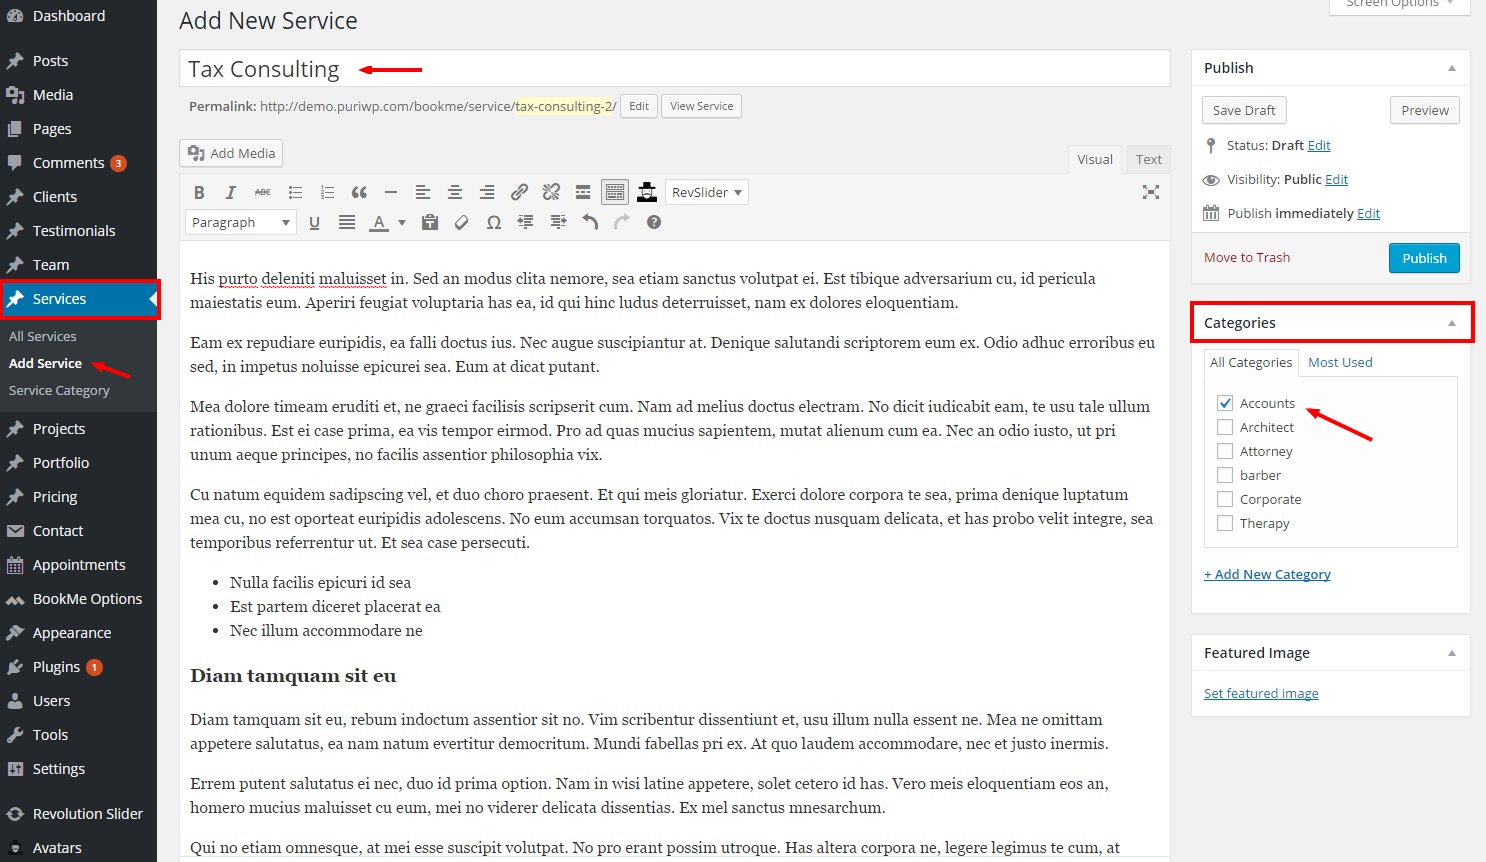 Dashboard
Posts
Media
Pages
Comments 3
Clients
Testimonials
Team
Services
All Services
Add Service
Service Category
Projects
Portfolio
Pricing
Contact
Appointments
BookMe Options
Appearance
Plugins 1
Users
Tools
Settings
Revolution Slider
Avatars
Add New Service
Screen Options
Tax Consulting
Permalink: http://demo.puriwp.com/bookme/service/tax-consulting-2/ Edit View Service
Add Media
Visual Text
B I ABC RevSlider
Paragraph U A Ω
His purto deleniti maluisset in. Sed an modus clita nemore, sea etiam sanctus volutpat ei. Est tibique adversarium cu, id pericula
maiestatis eum. Aperiri feugiat voluptaria has ea, id qui hinc ludus deterruisset, nam ex dolores eloquentiam.
Eam ex repudiare euripidis, ea falli doctus ius. Nec augue suscipiantur at. Denique salutandi scriptorem eum ex. Odio adhuc erroribus eu
sed, in impetus noluisse epicurei sea. Eum at dicat putant.
Mea dolore timeam eruditi et, ne graeci facilisis scripserit cum. Nam ad melius doctus electram. No dicit iudicabit eam, te usu tale ullum
rationibus. Est ei case prima, ea vis tempor eirmod. Pro ad quas mucius sapientem, mutat alienum cum ea. Nec an odio iusto, ut pri
unum aeque principes, no facilis assentior philosophia vix.
Cu natum equidem sadipscing vel, et duo choro praesent. Et qui meis gloriatur. Exerci dolore corpora te sea, prima denique luptatum
mea cu, no est oporteat euripidis adolescens. No eum accumsan torquatos. Vix te doctus nusquam delicata, et has probo velit integre, sea
temporibus referrentur ut. Et sea case persecuti.
• Nulla facilis epicuri id sea
• Est partem diceret placerat ea
• Nec illum accommodare ne
Diam tamquam sit eu
Diam tamquam sit eu, rebum indoctum assentior sit no. Vim scribentur dissentiunt et, usu illum nulla essent ne. Mea ne omittam
appetere salutatus, ea nam natum evertitur democritum. Mundi fabellas pri ex. At quo laudem accommodare, nec et justo inermis.
Errem putent salutatus ei nec, duo id prima option. Nam in wisi latine appetere, solet cetero id has. Vero meis eloquentiam eos an,
homero mucius maluisset cu eum, mei no viderer delicata dissentias. Ex mel sanctus mnesarchum.
Qui no etiam omnesque, at mei esse suscipit volutpat. No pro erant possim utroque. Has altera corpora ne, legere legimus te cum, at
Publish
Save Draft Preview
Status: Draft Edit
Visibility: Public Edit
Publish immediately Edit
Move to Trash Publish
Categories
All Categories Most Used
Accounts
Architect
Attorney
barber
Corporate
Therapy
+ Add New Category
Featured Image
Set featured image